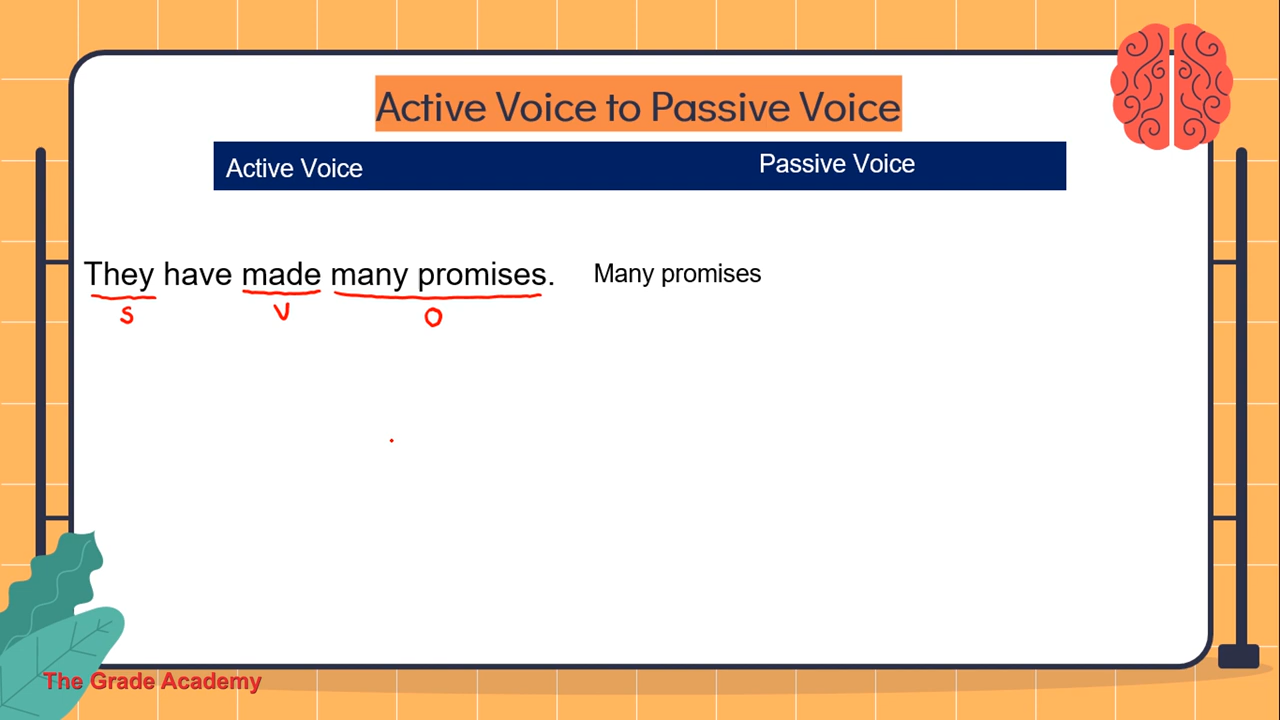 Active Voice to Passive Voice
Active Voice Passive Voice
They have made many promises. Many promises
S V O
The Grade Academy